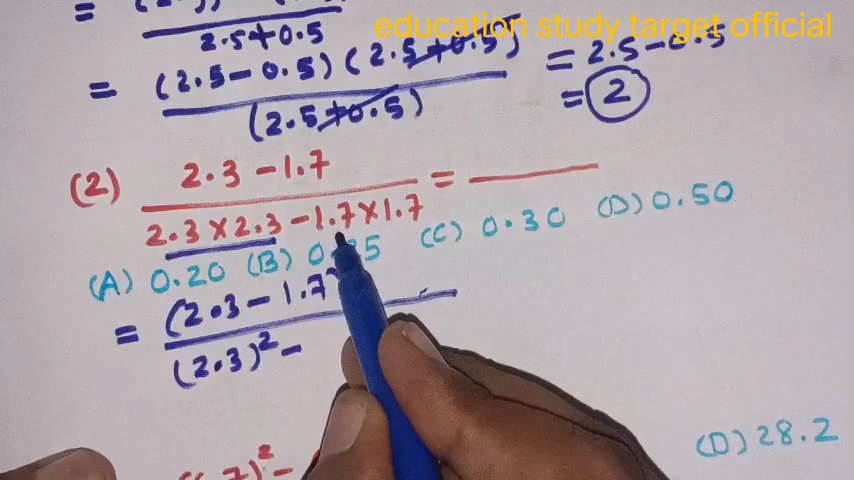 education study target official
=
2.5+0.5
= (2.5-0.5)(2.5+0.5) / (2.5+0.5) = 2.5-0.5
= 2
(2) 2.3-1.7 / 2.3×2.3-1.7×1.7 =
(A) 0.20 (B) (C) 0.30 (D) 0.50
= (2.3-1.7) / (2.3)²-
(D) 28.2